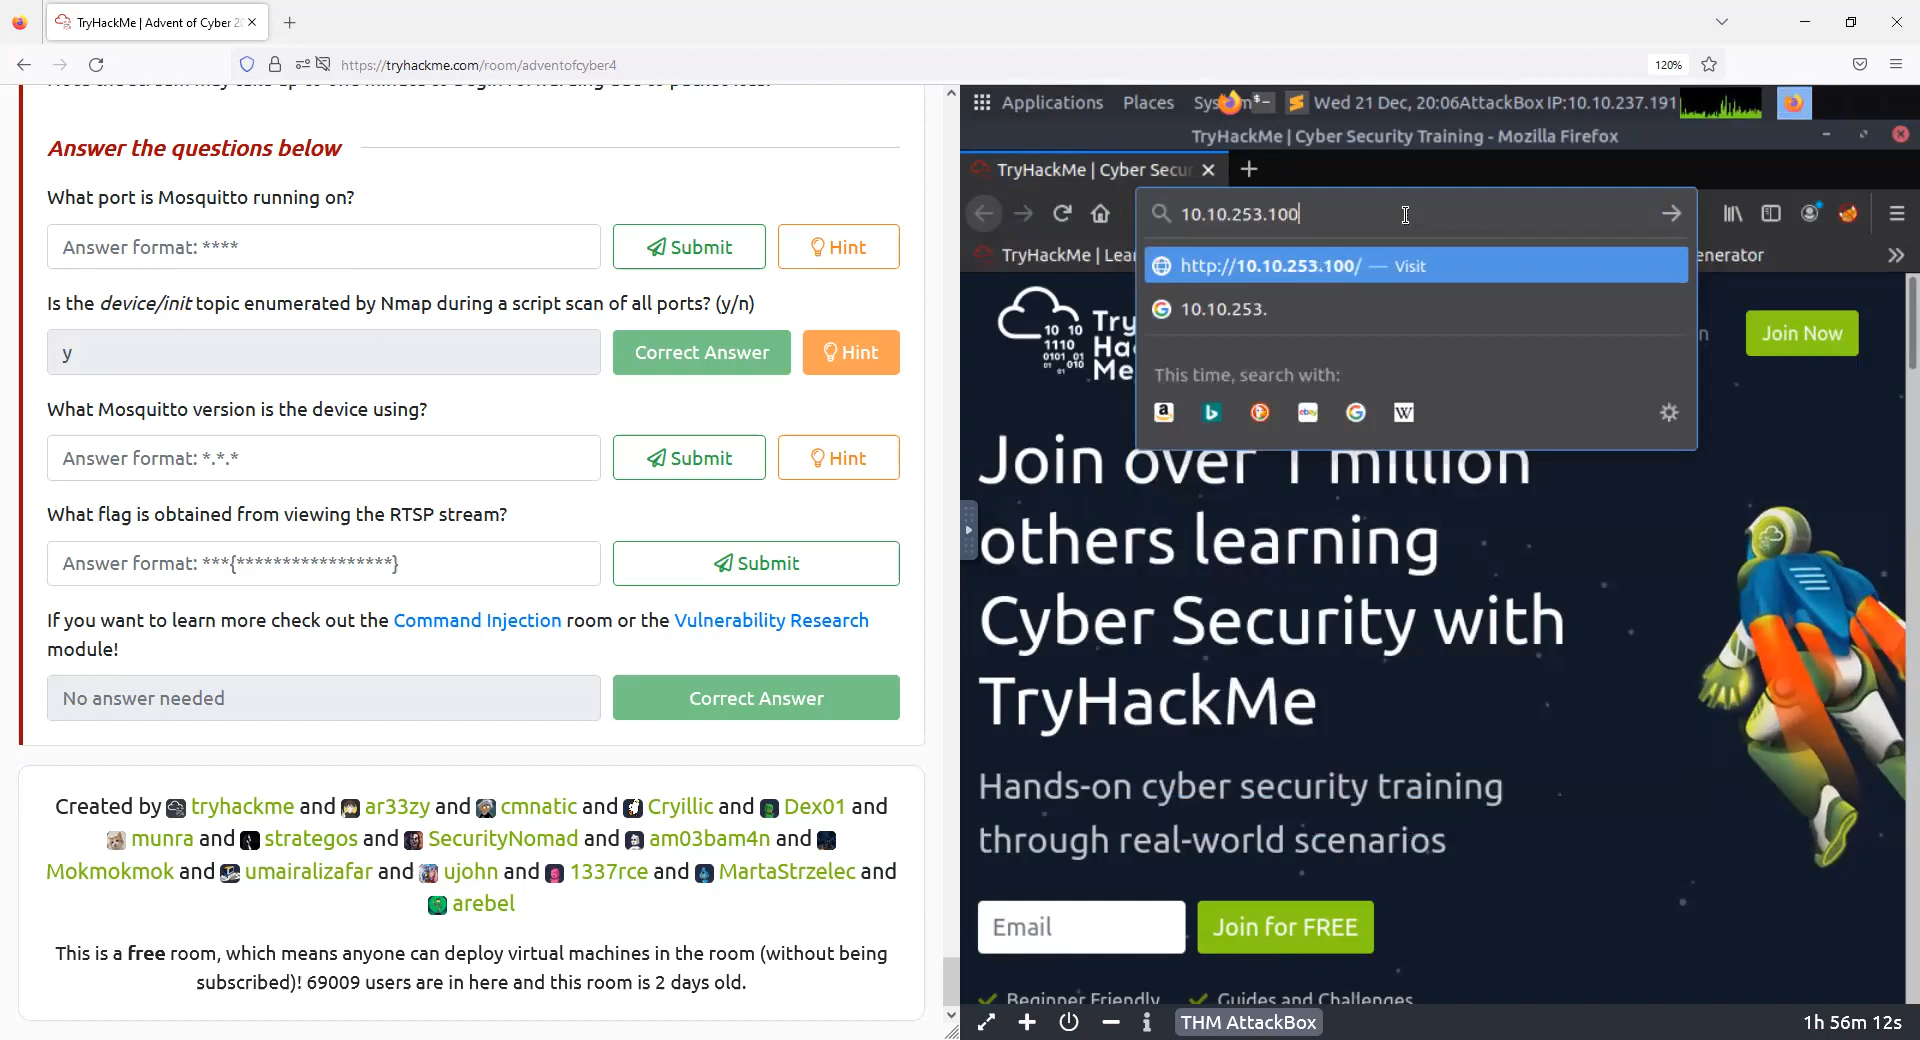 TryHackMe | Advent of Cyber 20
https://tryhackme.com/room/adventofcyber4
120%
Answer the questions below
What port is Mosquitto running on?
Answer format: ****
Submit
Hint
Is the device/init topic enumerated by Nmap during a script scan of all ports? (y/n)
y
Correct Answer
Hint
What Mosquitto version is the device using?
Answer format: *.*.*
Submit
Hint
What flag is obtained from viewing the RTSP stream?
Answer format: ***{*****************}
Submit
If you want to learn more check out the Command Injection room or the Vulnerability Research
module!
No answer needed
Correct Answer
Created by tryhackme and ar33zy and cmnatic and Cryillic and Dex01 and
munra and strategos and SecurityNomad and am03bam4n and
Mokmokmok and umairalizafar and ujohn and 1337rce and MartaStrzelec and
arebel
This is a free room, which means anyone can deploy virtual machines in the room (without being
subscribed)! 69009 users are in here and this room is 2 days old.
Applications Places System Wed 21 Dec, 20:06 AttackBox IP:10.10.237.191
TryHackMe | Cyber Security Training - Mozilla Firefox
TryHackMe | Cyber Secur
10.10.253.100
TryHackMe | Lear
enerator
http://10.10.253.100/ — Visit
10.10.253.
This time, search with:
Try
Hack
Me
Join Now
Join over 1 million
others learning
Cyber Security with
TryHackMe
Hands-on cyber security training
through real-world scenarios
Email
Join for FREE
Beginner Friendly
Guides and Challenges
THM AttackBox
1h 56m 12s